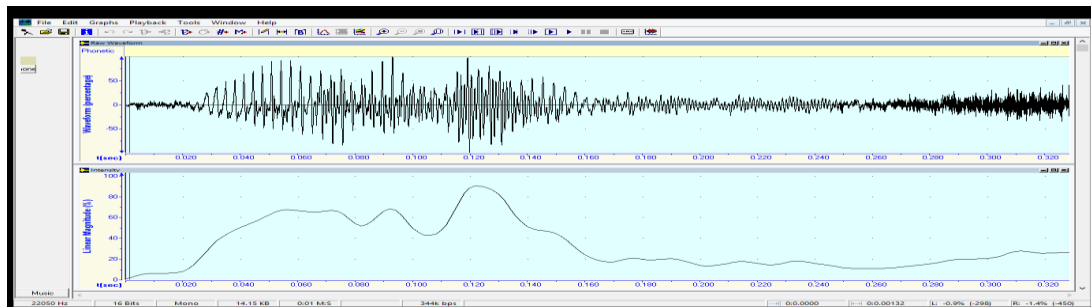 File Edit Graphs Playback Tools Window Help
Raw Waveform
Phonetic
Waveform (percentage)
50
0
-50
t(sec) 0.020 0.040 0.060 0.080 0.100 0.120 0.140 0.160 0.180 0.200 0.220 0.240 0.260 0.280 0.300 0.320
Intensity
Linear Magnitude (%)
100
80
60
40
20
0
t(sec) 0.020 0.040 0.060 0.080 0.100 0.120 0.140 0.160 0.180 0.200 0.220 0.240 0.260 0.280 0.300 0.320
Music
22050 Hz 16 Bits Mono 14.15 KB 0:01 M:S 344k bps 0:0.0000 0:0.00132 L: -0.9% (-298) R: -1.4% (-450)